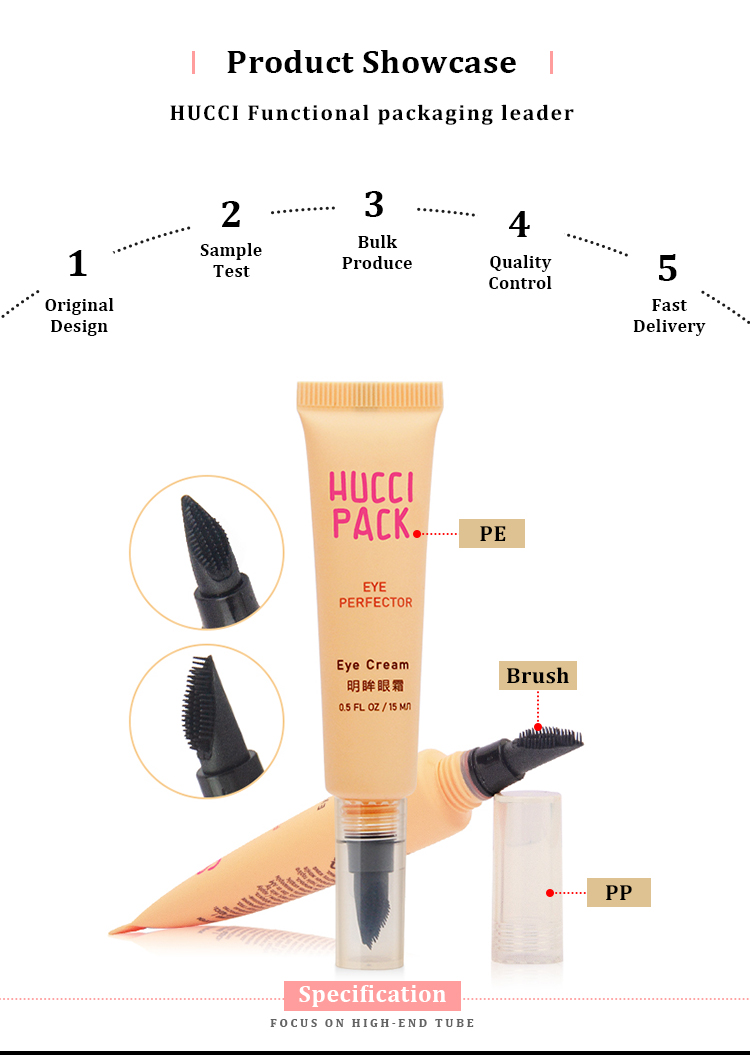 Product Showcase
HUCCI Functional packaging leader
1
Original
Design
2
Sample
Test
3
Bulk
Produce
4
Quality
Control
5
Fast
Delivery
HUCCI
PACK
PE
EYE
PERFECTOR
Eye Cream
明眸眼霜
0.5 FL OZ / 15 МЛ
Brush
PP
Specification
FOCUS ON HIGH-END TUBE